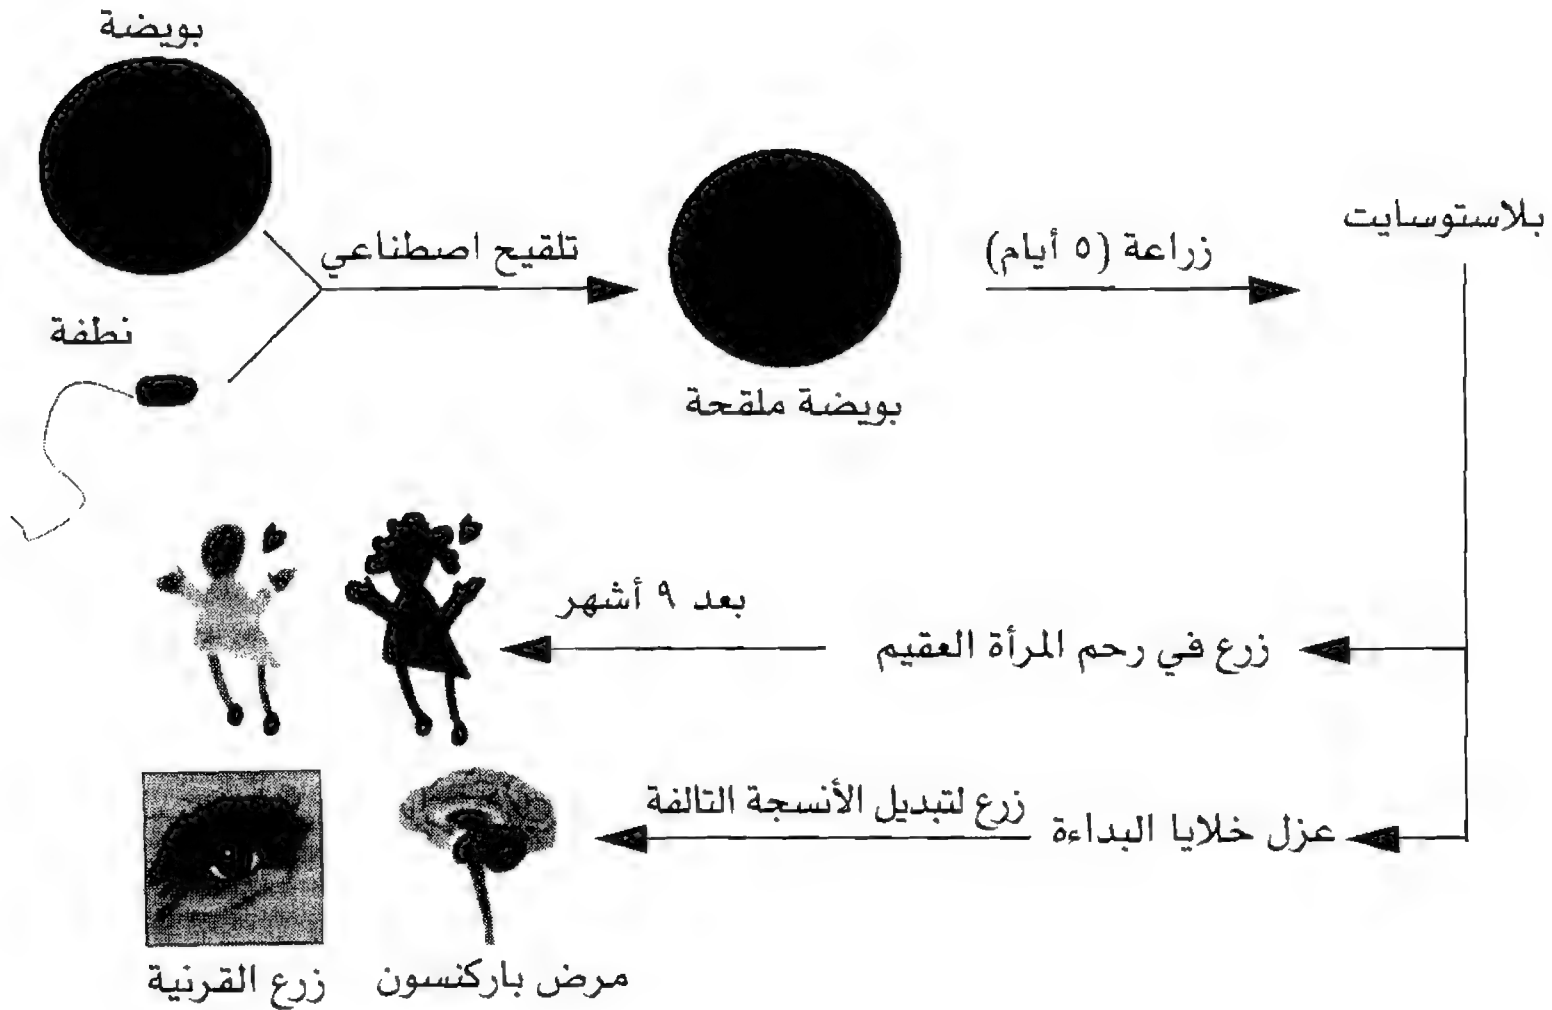 بويضة
تلقيح اصطناعي
نطفة
بويضة ملقحة
زراعة (٥ أيام)
بلاستوسايت
زرع في رحم المرأة العقيم
بعد ٩ أشهر
عزل خلايا البداءة
زرع لتبديل الأنسجة التالفة
مرض باركنسون
زرع القرنية